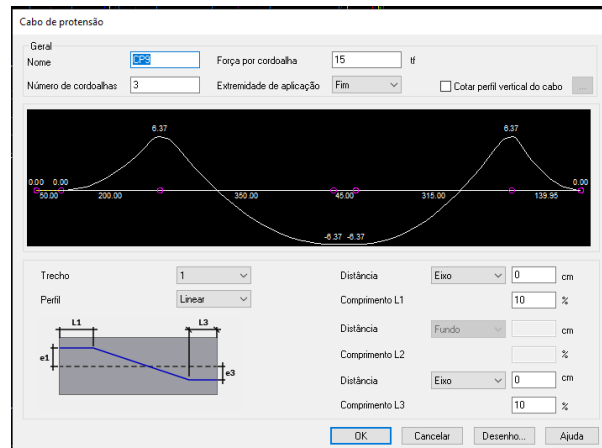 Cabo de protensão
Geral
Nome CP9 Força por cordoalha 15 tf
Número de cordoalhas 3 Extremidade de aplicação Fim Cotar perfil vertical do cabo ...
6.37 6.37
0.00 0.00 0.00
50.00 200.00 350.00 45.00 315.00 139.95
-6.37 -6.37
Trecho 1 Distância Eixo 0 cm
Perfil Linear Comprimento L1 10 %
L1 L3 Distância Fundo cm
e1 e3 Comprimento L2 %
Distância Eixo 0 cm
Comprimento L3 10 %
OK Cancelar Desenho... Ajuda